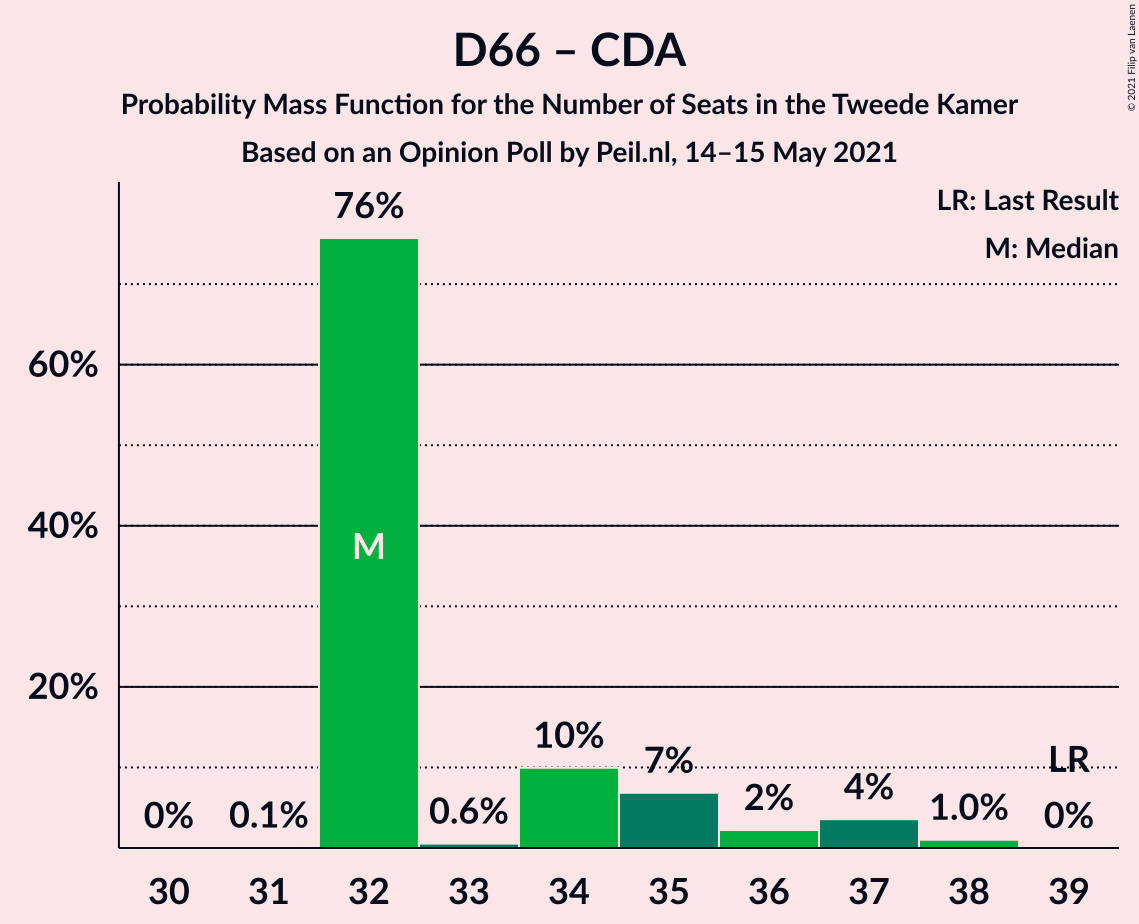 D66 – CDA
Probability Mass Function for the Number of Seats in the Tweede Kamer
Based on an Opinion Poll by Peil.nl, 14–15 May 2021
© 2021 Filip van Laenen
LR: Last Result
M: Median
60%
40%
20%
0%
0.1%
76%
M
0.6%
10%
7%
2%
4%
1.0%
LR
0%
30 31 32 33 34 35 36 37 38 39